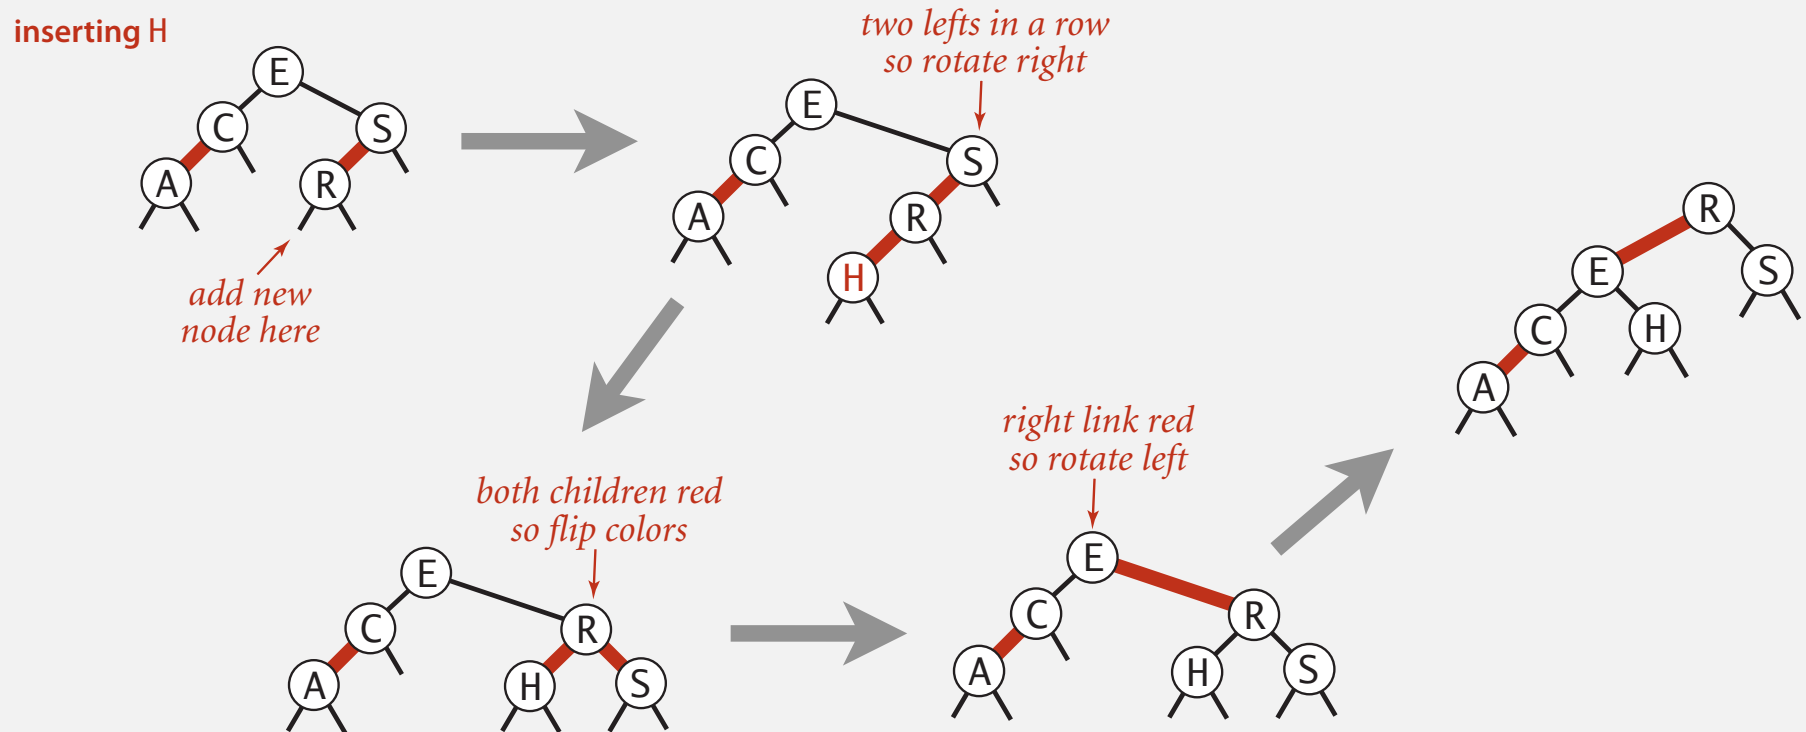 inserting H
E
C
S
A
R
add new
node here
two lefts in a row
so rotate right
E
C
S
A
R
H
both children red
so flip colors
E
C
R
A
H
S
right link red
so rotate left
E
C
R
A
H
S
R
E
S
C
H
A